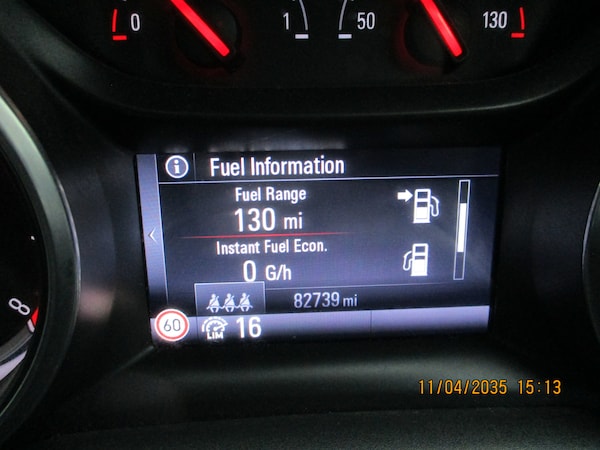 0 1 50 130
Fuel Information
Fuel Range
130 mi
Instant Fuel Econ.
0 G/h
82739 mi
60 LIM 16
8
11/04/2035 15:13